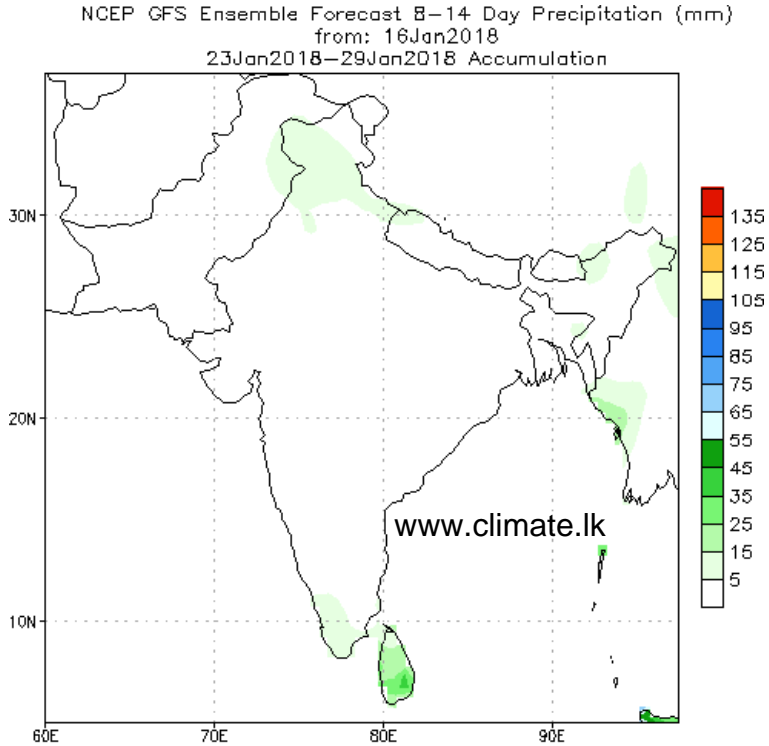 NCEP GFS Ensemble Forecast 8-14 Day Precipitation (mm)
from: 16Jan2018
23Jan2018-29Jan2018 Accumulation
30N
20N
10N
60E
70E
80E
90E
www.climate.lk
135
125
115
105
95
85
75
65
55
45
35
25
15
5